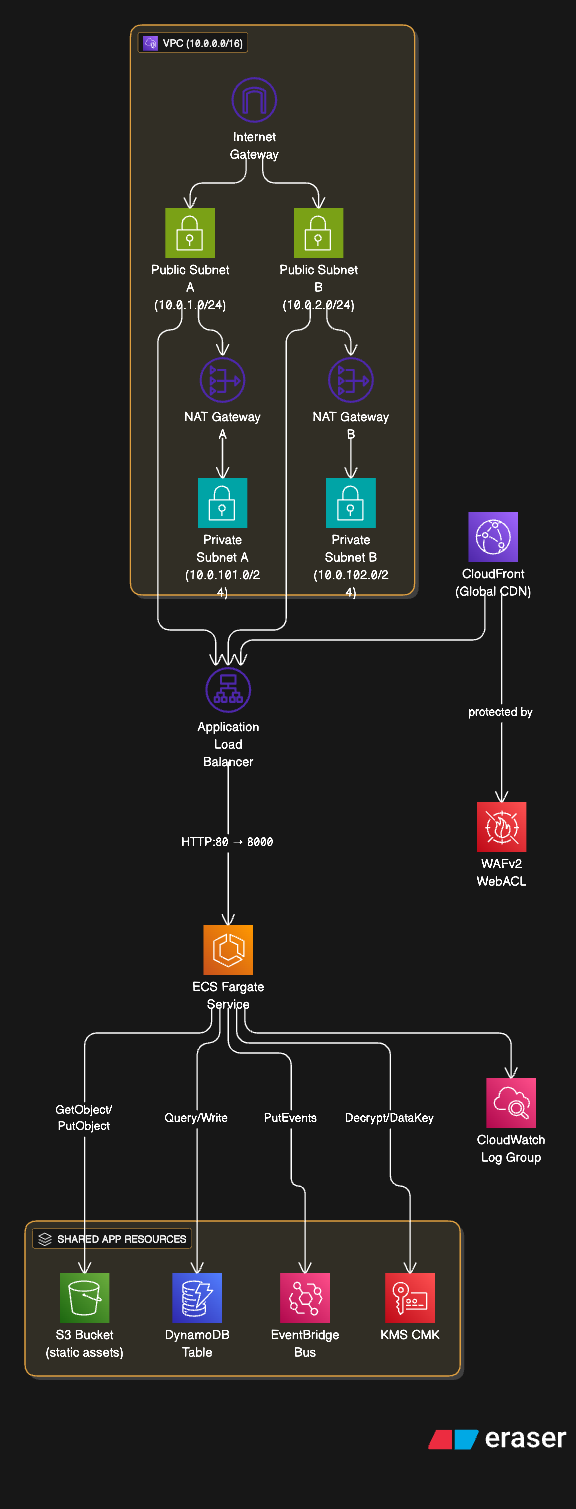 VPC (10.0.0.0/16)
Internet
Gateway
Public Subnet
A
(10.0.1.0/24)
Public Subnet
B
(10.0.2.0/24)
NAT Gateway
A
NAT Gateway
B
Private
Subnet A
(10.0.101.0/2
4)
Private
Subnet B
(10.0.102.0/2
4)
CloudFront
(Global CDN)
Application
Load
Balancer
protected by
HTTP:80 → 8000
WAFv2
WebACL
ECS Fargate
Service
GetObject/
PutObject
Query/Write
PutEvents
Decrypt/DataKey
CloudWatch
Log Group
SHARED APP RESOURCES
S3 Bucket
(static assets)
DynamoDB
Table
EventBridge
Bus
KMS CMK
eraser